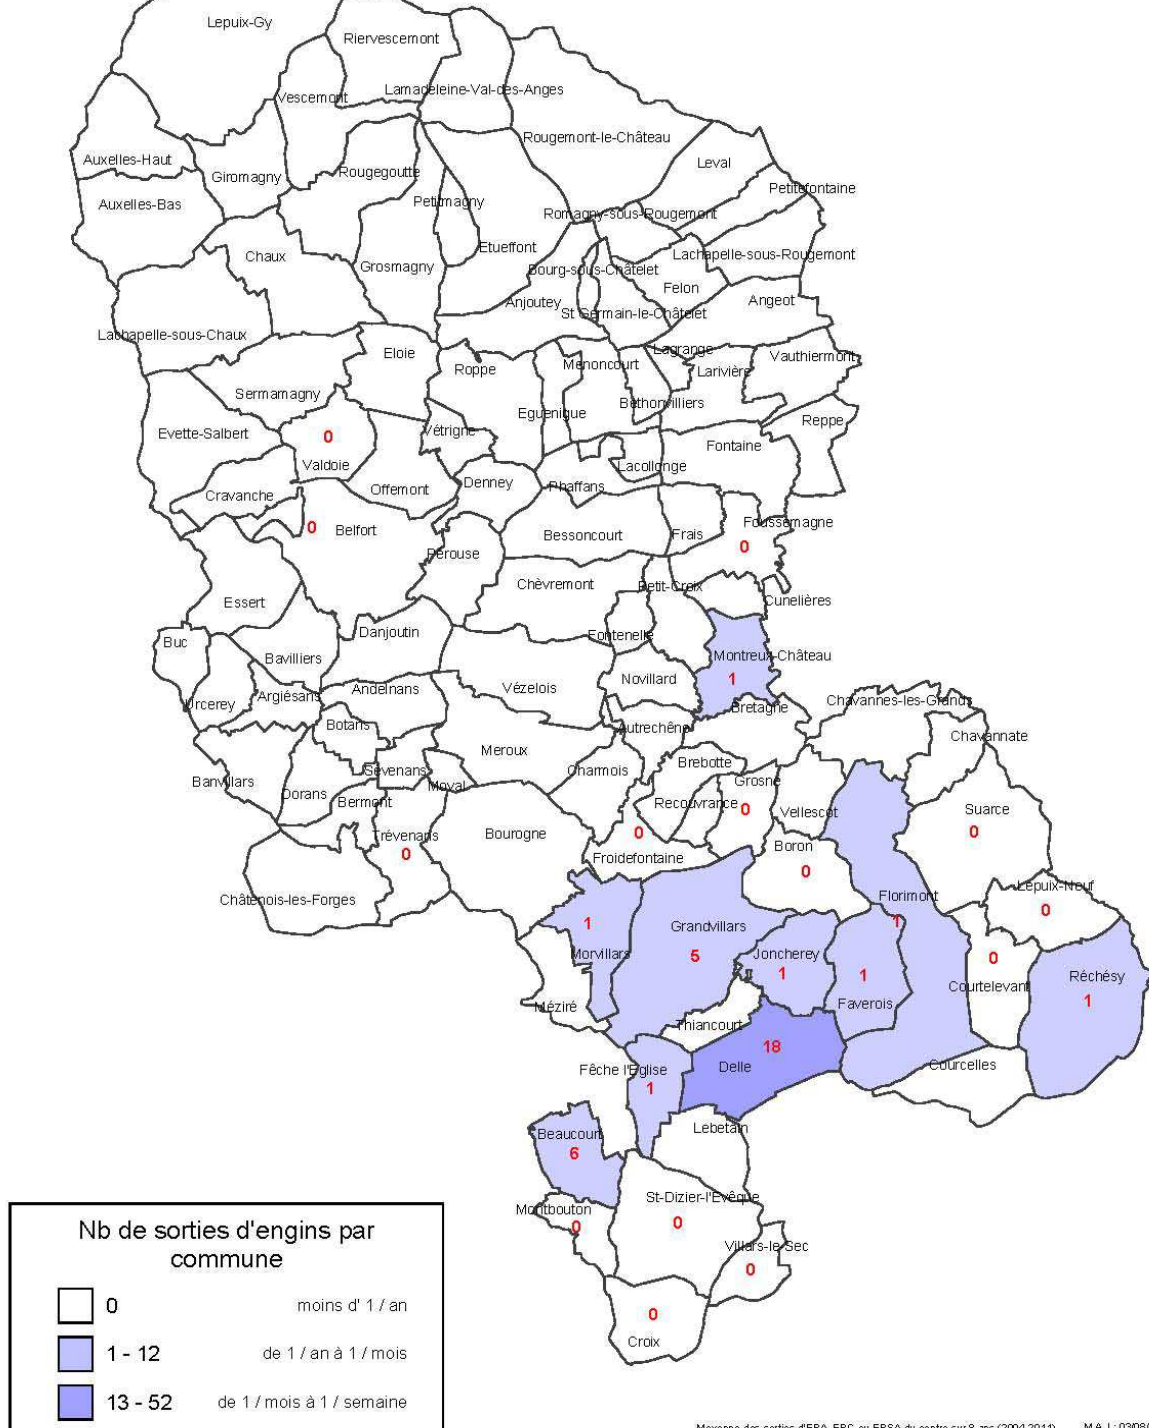 Lepuix-Gy
Riervescemont
Vescemont
Lamadeleine-Val-des-Anges
Rougemont-le-Château
Auxelles-Haut
Giromagny
Rougegoutte
Leval
Auxelles-Bas
Petitmagny
Petitefontaine
Romagny-sous-Rougemont
Etueffont
Chaux
Grosmagny
Bourg-sous-Châtelet
Lachapelle-sous-Rougemont
Felon
Anjoutey
St Germain-le-Châtelet
Angeot
Lachapelle-sous-Chaux
Eloie
Roppe
Menoncourt
Lagrange
Larivière
Vauthiermont
Sermamagny
Eguenigue
Bethonvilliers
Reppe
Evette-Salbert
0
Valdoie
Vétrigne
Fontaine
Cravanche
Offemont
Denney
Phaffans
Lacollonge
0
Belfort
Bessoncourt
Frais
Foussemagne
0
Pérouse
Essert
Chèvremont
Petit-Croix
Cunelières
Buc
Danjoutin
Fontenelle
Bavilliers
Montreux-Château
1
Urcerey
Argiésans
Andelnans
Vézelois
Novillard
Bretagne
Chavannes-les-Grands
Botans
Autrechêne
Chavannate
Banvillars
Sévenans
Meroux
Charmois
Brebotte
Dorans
Bermont
Moval
Recouvrance
Grosne
0
Vellescot
Suarce
0
Trévenans
0
Bourogne
0
Froidefontaine
Boron
0
Châtenois-les-Forges
Florimont
1
Lepuix-Neuf
0
1
Morvillars
Grandvillars
5
Joncherey
1
1
Faverois
0
Courtelevant
Réchésy
1
Méziré
Thiancourt
18
Delle
Courcelles
Fêche l'Eglise
1
Beaucourt
6
Lebetain
Montbouton
0
St-Dizier-l'Evêque
0
Villars-le-Sec
0
0
Croix
Nb de sorties d'engins par
commune
0 moins d' 1 / an
1 - 12 de 1 / an à 1 / mois
13 - 52 de 1 / mois à 1 / semaine